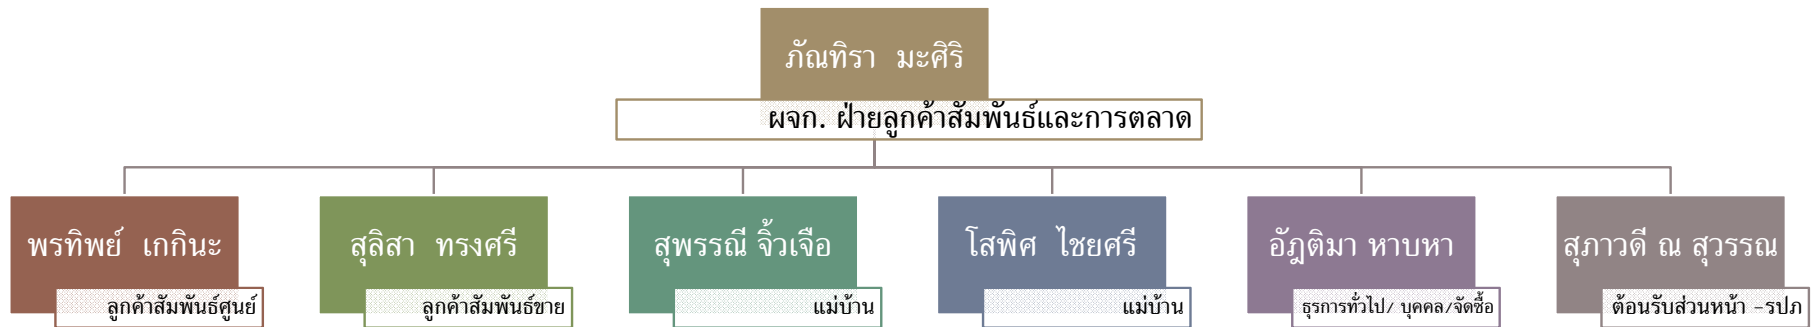 ภัณทิรา มะศิริ
ผจก. ฝ่ายลูกค้าสัมพันธ์และการตลาด
พรทิพย์ เกกินะ
ลูกค้าสัมพันธ์ศูนย์
สุลิสา ทรงศรี
ลูกค้าสัมพันธ์ขาย
สุพรรณี จิ้วเจือ
แม่บ้าน
โสพิศ ไชยศรี
แม่บ้าน
อัฎติมา หาบหา
ธุรการทั่วไป/ บุคคล/จัดซื้อ
สุภาวดี ณ สุวรรณ
ต้อนรับส่วนหน้า -รปภ